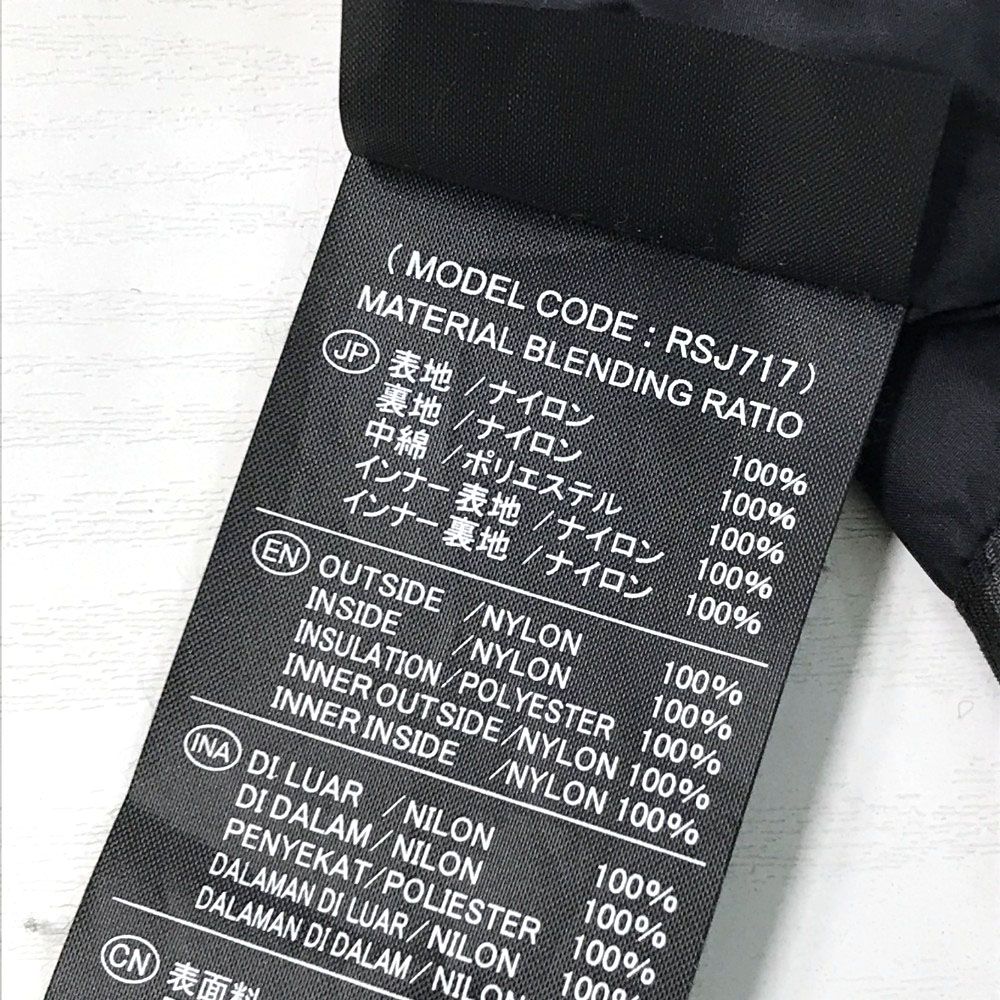 ( MODEL CODE : RSJ717 )
MATERIAL BLENDING RATIO
JP 表地 / ナイロン 100%
裏地 / ナイロン 100%
中綿 / ポリエステル 100%
インナー 表地 / ナイロン 100%
インナー 裏地 / ナイロン 100%
EN OUTSIDE / NYLON 100%
INSIDE / NYLON 100%
INSULATION / POLYESTER 100%
INNER OUTSIDE / NYLON 100%
INNER INSIDE / NYLON 100%
INA DI LUAR / NILON 100%
DI DALAM / NILON 100%
PENYEKAT / POLIESTER 100%
DALAMAN DI LUAR / NILON 100%
DALAMAN DI DALAM / NILON
CN 表面料